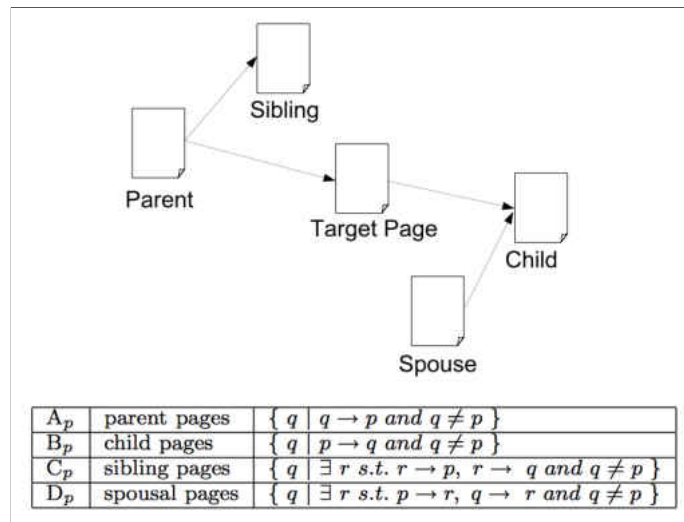 Sibling
Parent
Target Page
Child
Spouse
A_p parent pages { q | q → p and q ≠ p }
B_p child pages { q | p → q and q ≠ p }
C_p sibling pages { q | ∃ r s.t. r → p, r → q and q ≠ p }
D_p spousal pages { q | ∃ r s.t. p → r, q → r and q ≠ p }